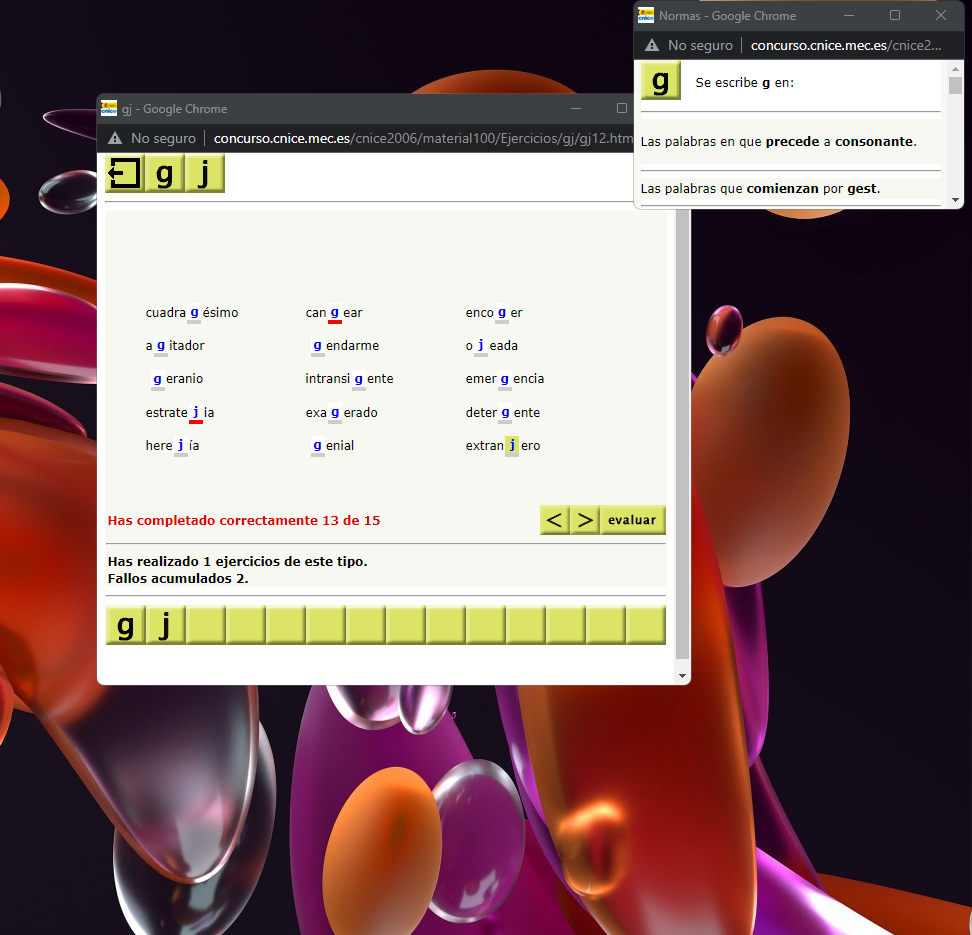 Normas - Google Chrome
No seguro | concurso.cnice.mec.es/cnice2...
g Se escribe g en:
Las palabras en que precede a consonante.
Las palabras que comienzan por gest.
gj - Google Chrome
No seguro | concurso.cnice.mec.es/cnice2006/material100/Ejercicios/gj/gj12.htm
g j
cuadra g ésimo can g ear enco g er
a g itador g endarme o j eada
g eranio intransi g ente emer g encia
estrate j ia exa g erado deter g ente
here j ía g enial extran j ero
Has completado correctamente 13 de 15 < > evaluar
Has realizado 1 ejercicios de este tipo.
Fallos acumulados 2.
g j